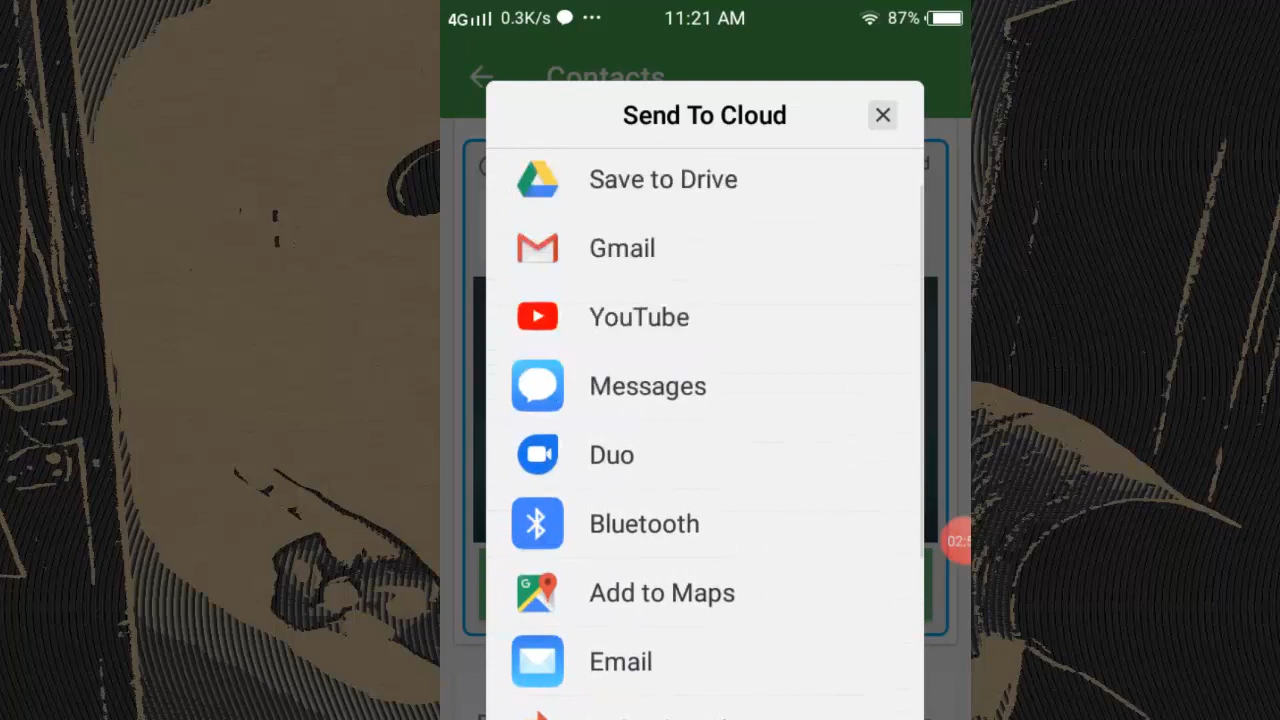 4G 0.3K/s ... 11:21 AM 87%
Contacts
Send To Cloud
Save to Drive
Gmail
YouTube
Messages
Duo
Bluetooth
Add to Maps
G
Email